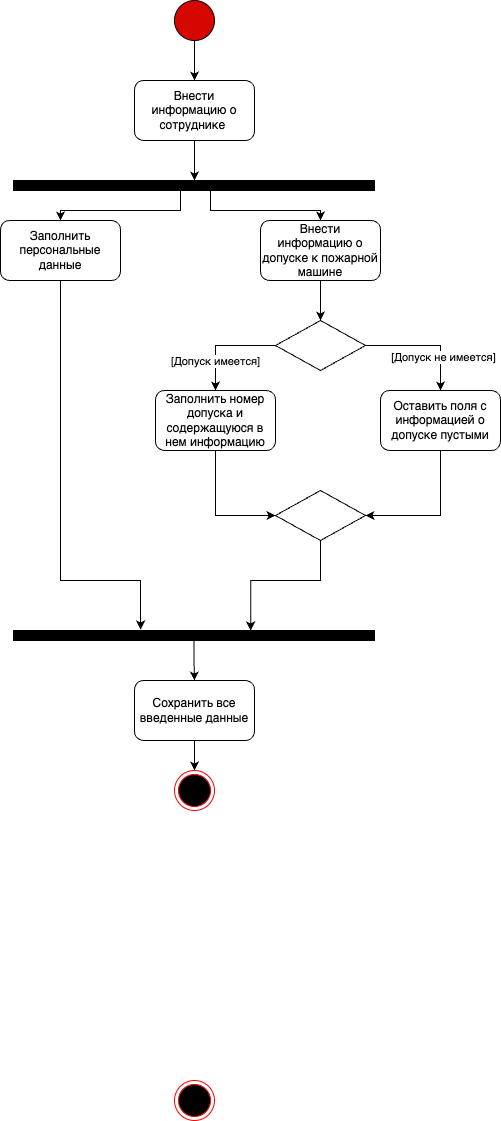 Внести
информацию о
сотруднике
Заполнить
персональные
данные
Внести
информацию о
допуске к пожарной
машине
[Допуск имеется]
[Допуск не имеется]
Заполнить номер
допуска и
содержащуюся в
нем информацию
Оставить поля с
информацией о
допуске пустыми
Сохранить все
введенные данные